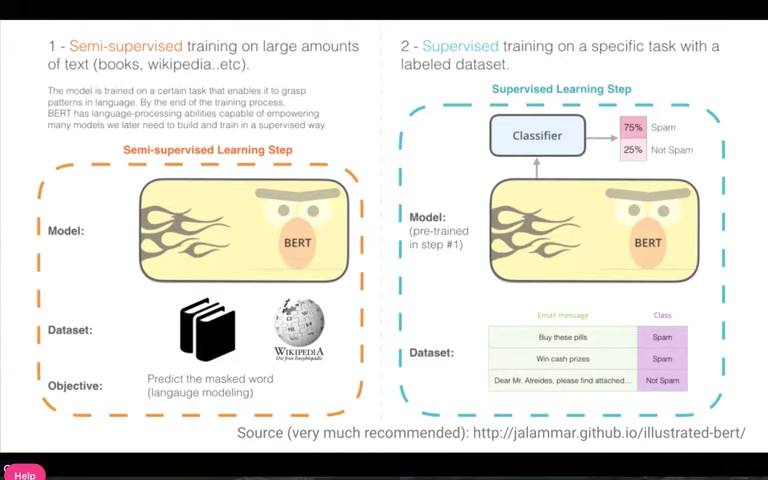 1 - Semi-supervised training on large amounts
of text (books, wikipedia..etc).
The model is trained on a certain task that enables it to grasp
patterns in language. By the end of the training process,
BERT has language-processing abilities capable of empowering
many models we later need to build and train in a supervised way.
Semi-supervised Learning Step
Model:
BERT
Dataset:
WIKIPEDIA
Die freie Enzyklopädie
Objective:
Predict the masked word
(langauge modeling)
2 - Supervised training on a specific task with a
labeled dataset.
Supervised Learning Step
Classifier
75% Spam
25% Not Spam
Model:
(pre-trained
in step #1)
BERT
Dataset:
Email message Class
Buy these pills Spam
Win cash prizes Spam
Dear Mr. Atreides, please find attached... Not Spam
Source (very much recommended): http://jalammar.github.io/illustrated-bert/
Help